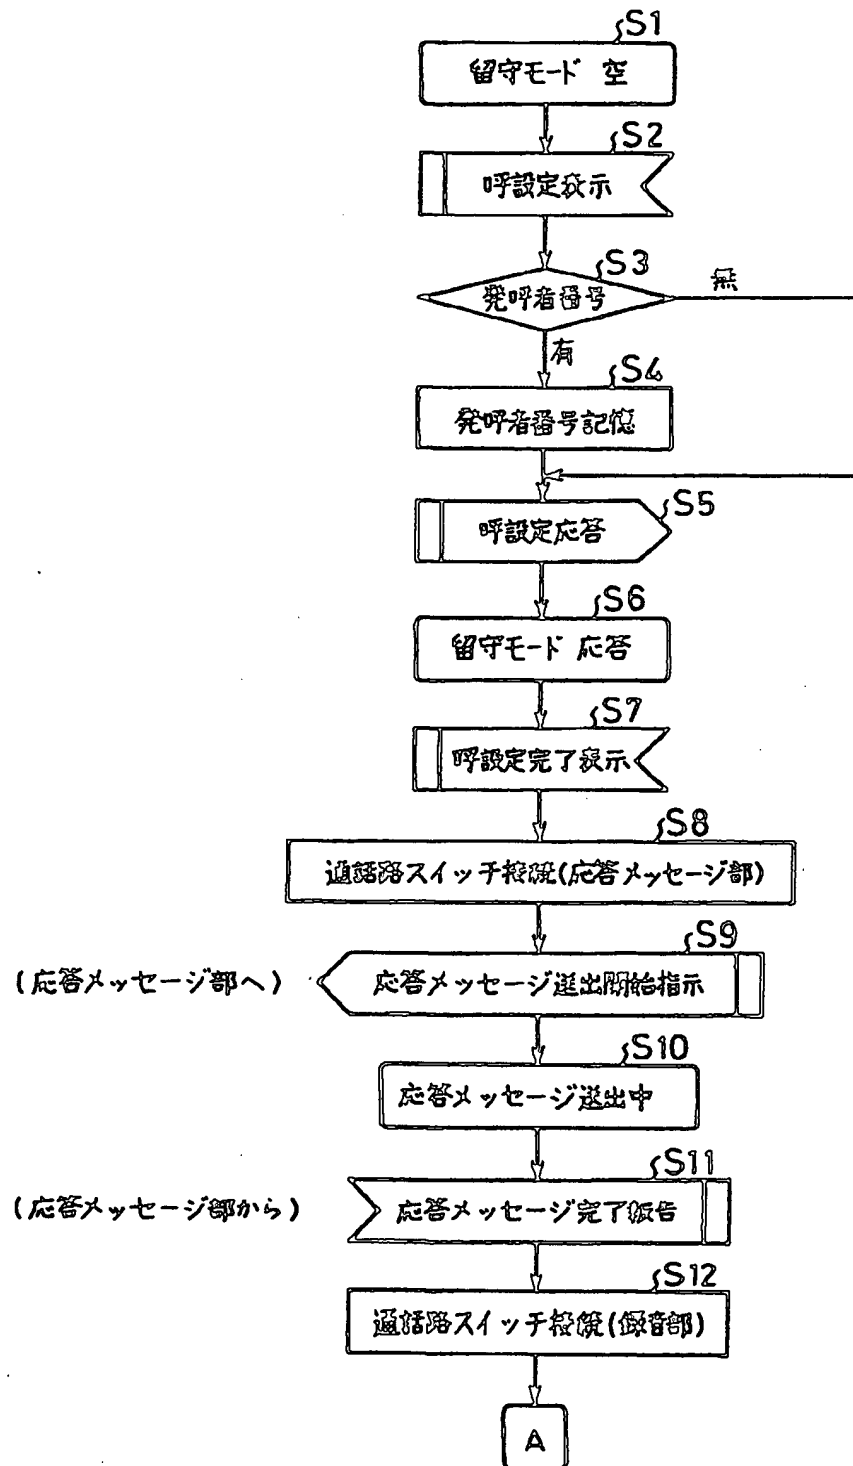 S1
留守モード 空
S2
呼設定表示
S3
発呼者番号
無
有
S4
発呼者番号記憶
S5
呼設定応答
S6
留守モード 応答
S7
呼設定完了表示
S8
通話路スイッチ接続(応答メッセージ部)
S9
(応答メッセージ部へ)
応答メッセージ送出開始指示
S10
応答メッセージ送出中
S11
(応答メッセージ部から)
応答メッセージ完了報告
S12
通話路スイッチ接続(録音部)
A